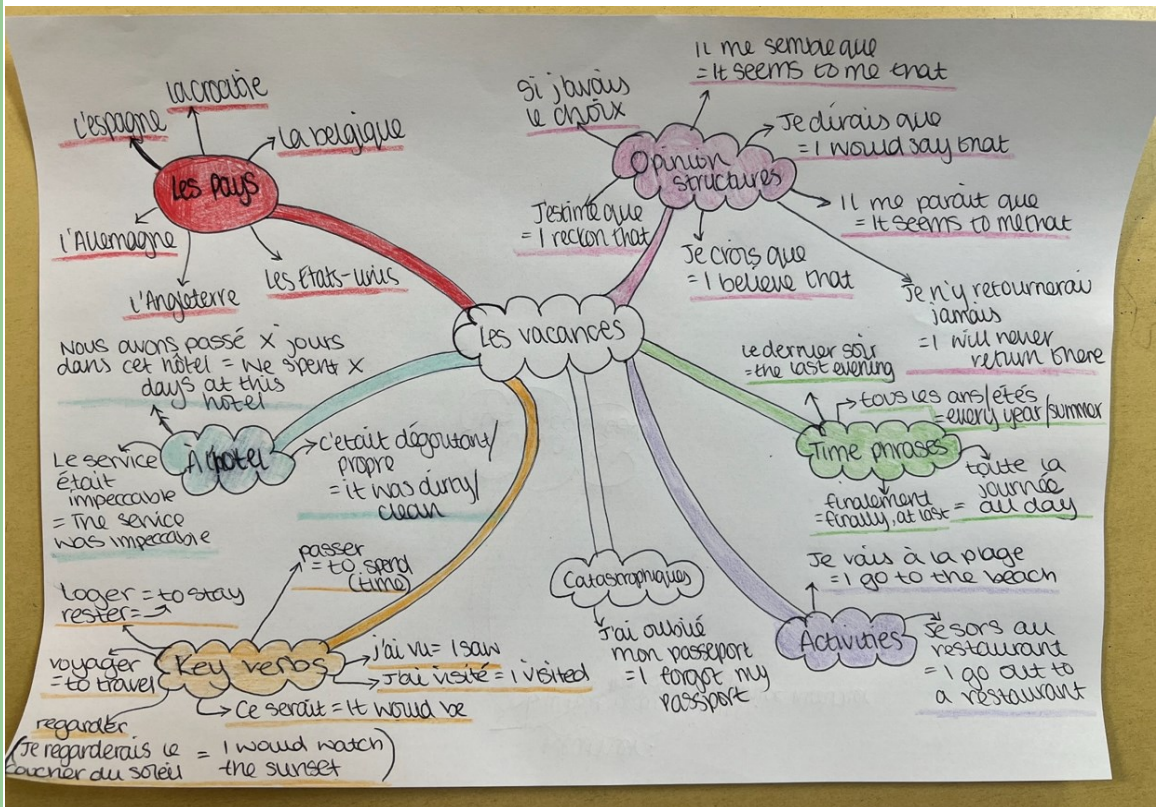 Les vacances
Les pays
L'espagne
La croatie
La belgique
L'Allemagne
L'Angleterre
Les États-unis
Opinion
structures
Si j'avais
le choix
Il me semble que
= It seems to me that
Je dirais que
= I would say that
Il me paraît que
= It seems to me that
J'estime que
= I reckon that
Je crois que
= I believe that
Je n'y retournerai
jamais
= I will never
return there
Time phrases
Le dernier soir
= the last evening
tous les ans/étés
= every year/summer
toute la
journée
= all day
finalement
= finally, at last
Activities
Je vais à la plage
= I go to the beach
Je sors au
restaurant
= I go out to
a restaurant
Catastrophiques
J'ai oublié
mon passeport
= I forgot my
passport
Key verbs
passer
= to spend
(time)
Loger = to stay
rester =
voyager
= to travel
regarder
(Je regarderais le = I would watch
coucher du soleil the sunset)
j'ai vu = I saw
J'ai visité = I visited
Ce serait = It would be
À l'hotel
Nous avons passé X jours
dans cet hôtel = We spent X
days at this
hotel
Le service
était
impeccable
= The service
was impeccable
c'était dégoutant/
propre
= it was dirty/
clean